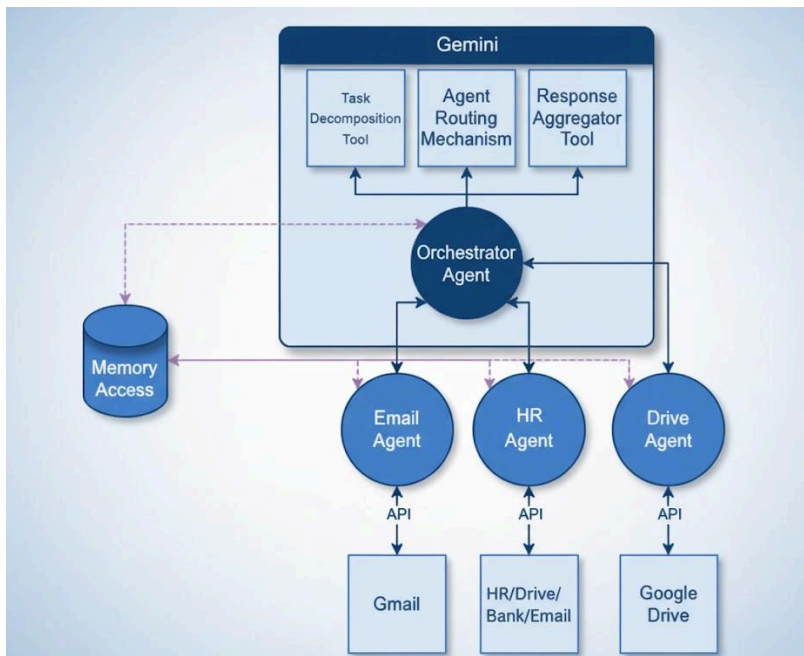 Gemini
Task
Decomposition
Tool
Agent
Routing
Mechanism
Response
Aggregator
Tool
Orchestrator
Agent
Memory
Access
Email
Agent
HR
Agent
Drive
Agent
API
API
API
Gmail
HR/Drive/
Bank/Email
Google
Drive